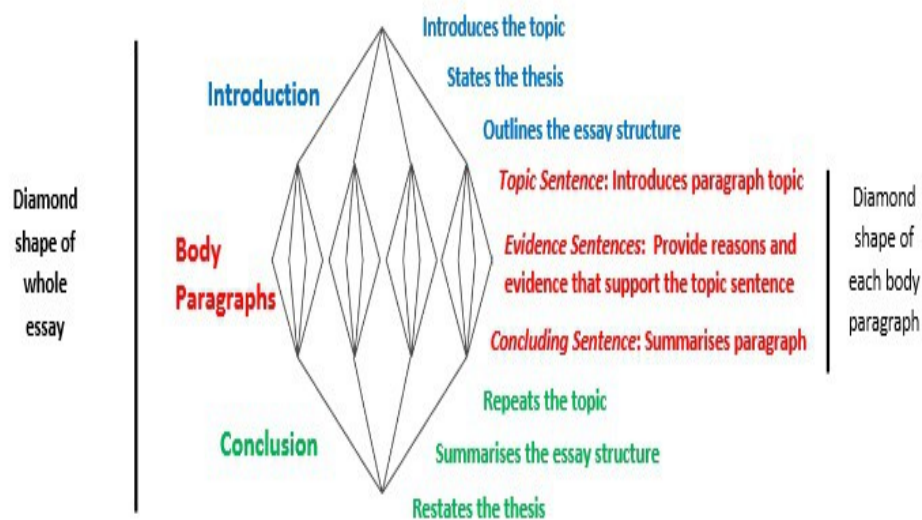 Introduces the topic
Introduction
States the thesis
Outlines the essay structure
Diamond
shape of
whole
essay
Body
Paragraphs
Topic Sentence: Introduces paragraph topic
Evidence Sentences: Provide reasons and
evidence that support the topic sentence
Concluding Sentence: Summarises paragraph
Diamond
shape of
each body
paragraph
Repeats the topic
Conclusion
Summarises the essay structure
Restates the thesis